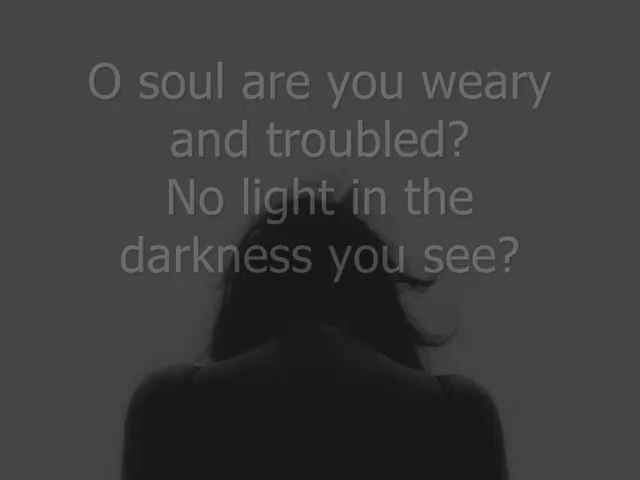 O soul are you weary
and troubled?
No light in the
darkness you see?